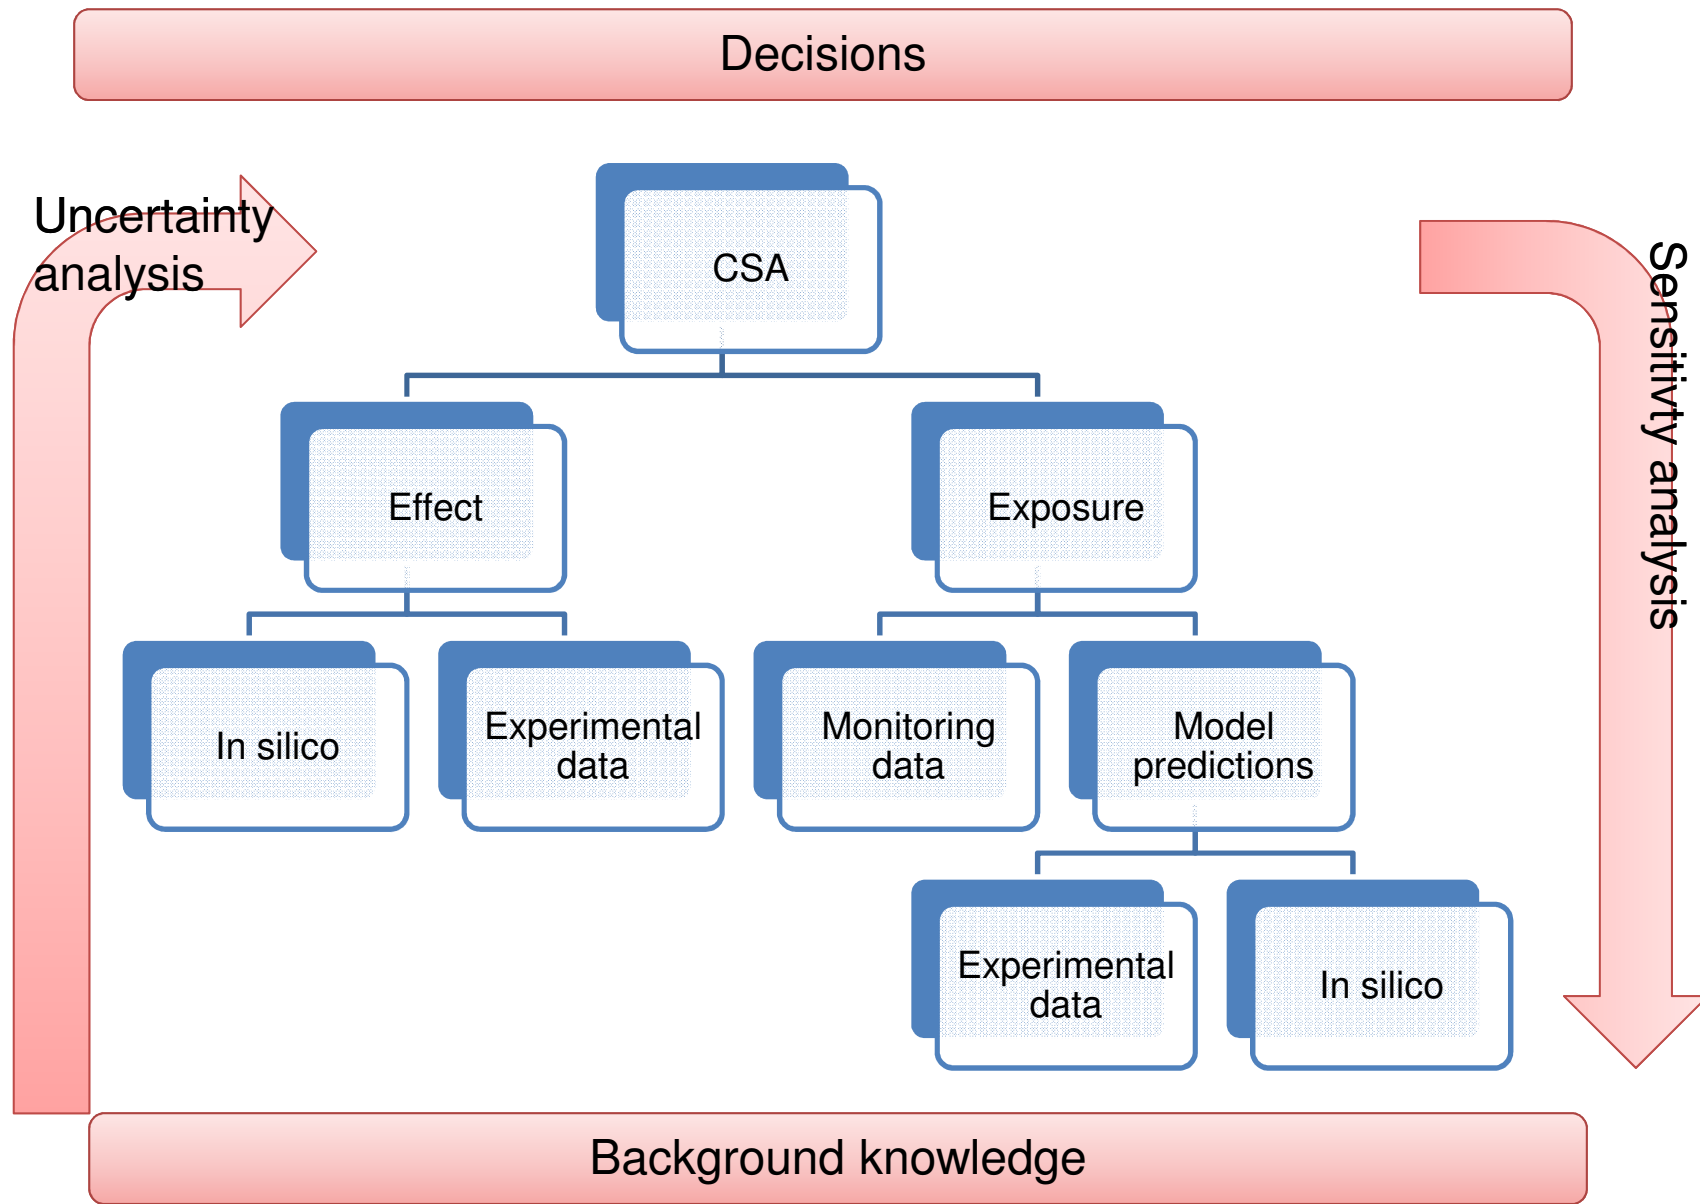 Decisions
Uncertainty
analysis
CSA
Sensitivty analysis
Effect
Exposure
In silico
Experimental
data
Monitoring
data
Model
predictions
Experimental
data
In silico
Background knowledge